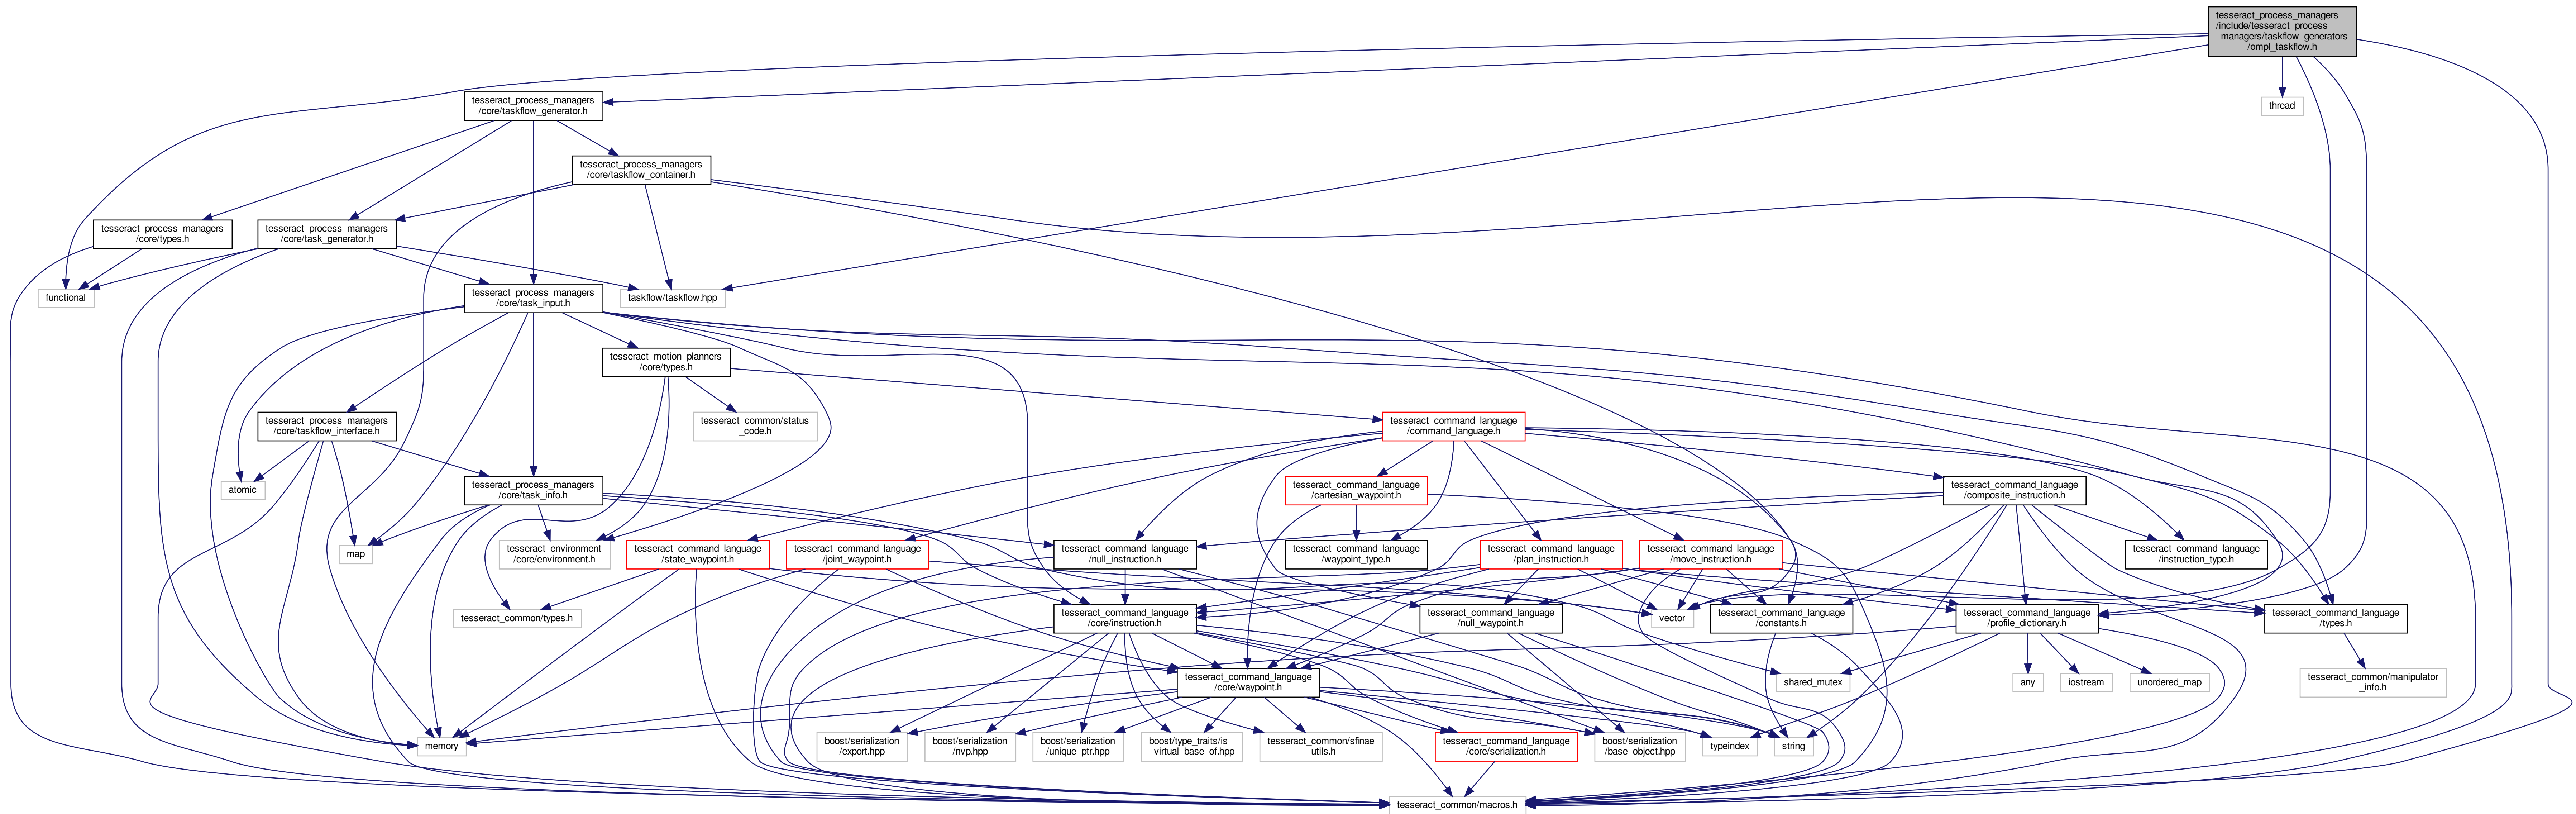 tesseract_process_managers
/include/tesseract_process
_managers/taskflow_generators
/ompl_taskflow.h
tesseract_process_managers
/core/taskflow_generator.h
thread
tesseract_process_managers
/core/taskflow_container.h
tesseract_process_managers
/core/types.h
tesseract_process_managers
/core/task_generator.h
functional
tesseract_process_managers
/core/task_input.h
taskflow/taskflow.hpp
tesseract_motion_planners
/core/types.h
tesseract_process_managers
/core/taskflow_interface.h
tesseract_common/status
_code.h
tesseract_command_language
/command_language.h
atomic
tesseract_process_managers
/core/task_info.h
tesseract_command_language
/cartesian_waypoint.h
tesseract_command_language
/composite_instruction.h
map
tesseract_environment
/core/environment.h
tesseract_command_language
/state_waypoint.h
tesseract_command_language
/joint_waypoint.h
tesseract_command_language
/null_instruction.h
tesseract_command_language
/waypoint_type.h
tesseract_command_language
/plan_instruction.h
tesseract_command_language
/move_instruction.h
tesseract_command_language
/instruction_type.h
tesseract_common/types.h
tesseract_command_language
/core/instruction.h
tesseract_command_language
/null_waypoint.h
vector
tesseract_command_language
/constants.h
tesseract_command_language
/profile_dictionary.h
tesseract_command_language
/types.h
tesseract_command_language
/core/waypoint.h
shared_mutex
any
iostream
unordered_map
tesseract_common/manipulator
_info.h
memory
boost/serialization
/export.hpp
boost/serialization
/nvp.hpp
boost/serialization
/unique_ptr.hpp
boost/type_traits/is
_virtual_base_of.hpp
tesseract_common/sfinae
_utils.h
tesseract_command_language
/core/serialization.h
boost/serialization
/base_object.hpp
typeindex
string
tesseract_common/macros.h